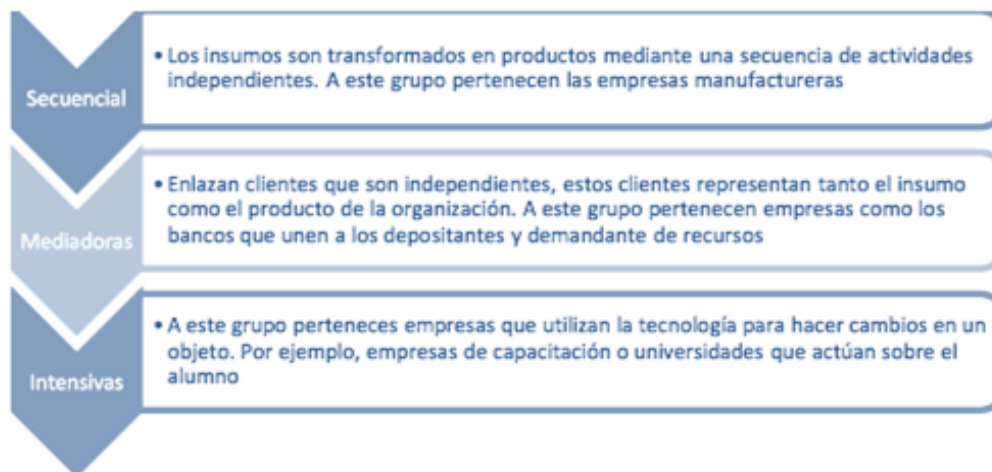 Secuencial
• Los insumos son transformados en productos mediante una secuencia de actividades
independientes. A este grupo pertenecen las empresas manufactureras
Mediadoras
• Enlazan clientes que son independientes, estos clientes representan tanto el insumo
como el producto de la organización. A este grupo pertenecen empresas como los
bancos que unen a los depositantes y demandante de recursos
Intensivas
• A este grupo perteneces empresas que utilizan la tecnología para hacer cambios en un
objeto. Por ejemplo, empresas de capacitación o universidades que actúan sobre el
alumno